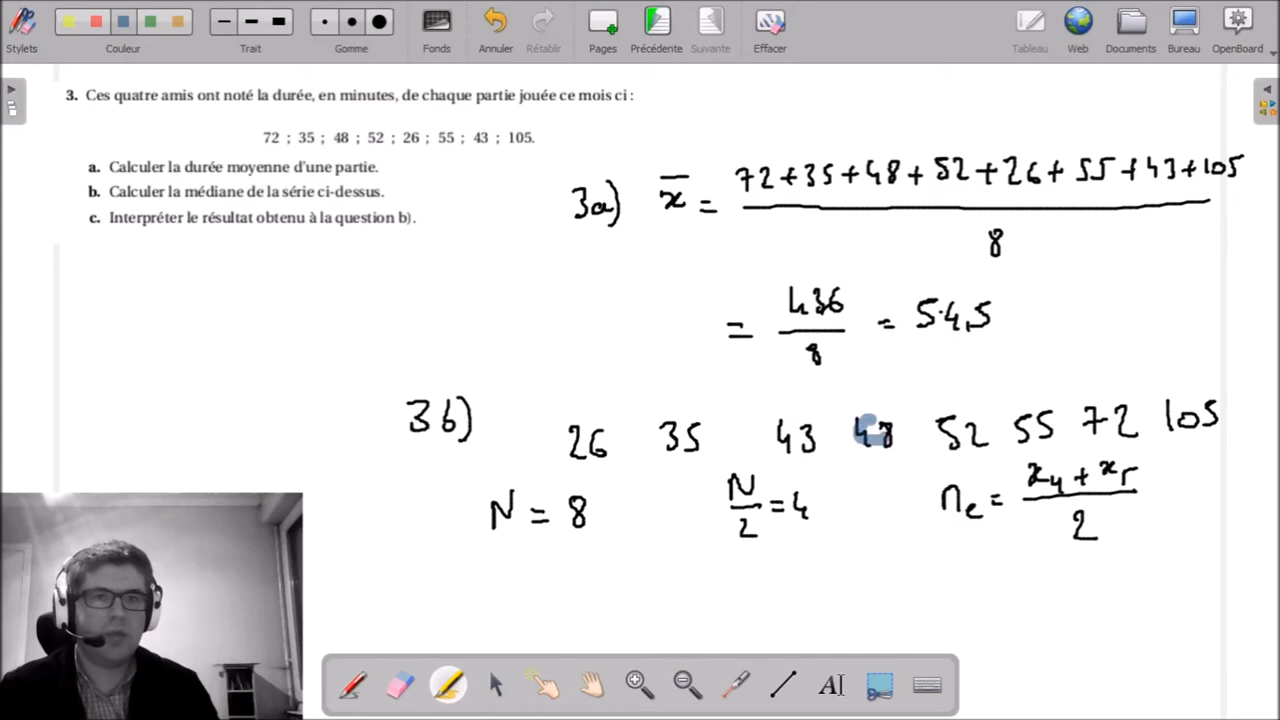 Stylets Couleur Trait Gomme Fonds Annuler Rétablir Pages Précédente Suivante Effacer Tableau Web Documents Bureau OpenBoard
3. Ces quatre amis ont noté la durée, en minutes, de chaque partie jouée ce mois ci :
72 ; 35 ; 48 ; 52 ; 26 ; 55 ; 43 ; 105.
a. Calculer la durée moyenne d'une partie.
b. Calculer la médiane de la série ci-dessus.
c. Interpréter le résultat obtenu à la question b).
3a) x̄ = (72+35+48+52+26+55+43+105)/8
= 436/8 = 54,5
3b) 26 35 43 48 52 55 72 105
N = 8 N/2 = 4 Me = (x4 + x5)/2
AI